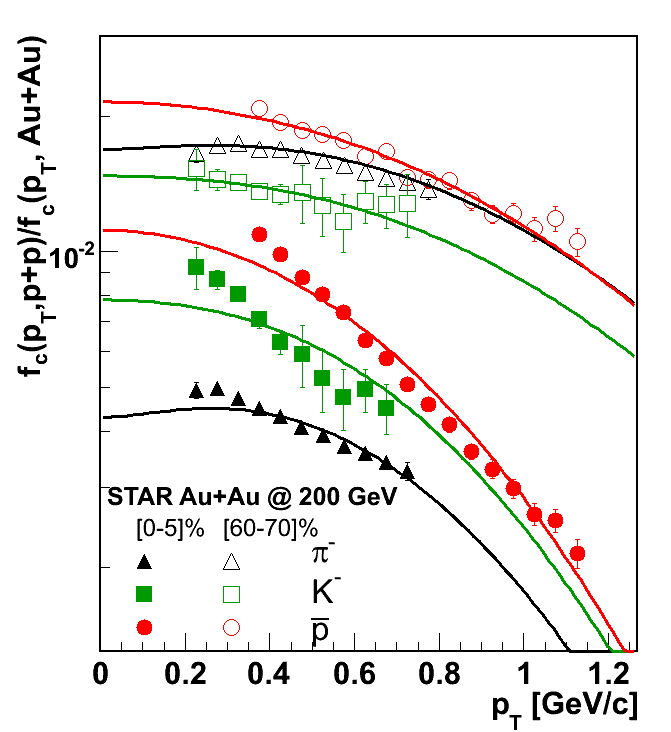 f_c(p_T,p+p)/f_c(p_T, Au+Au)
10^-2
STAR Au+Au @ 200 GeV
[0-5]% [60-70]%
π^-
K^-
p̅
0 0.2 0.4 0.6 0.8 1 1.2
p_T [GeV/c]